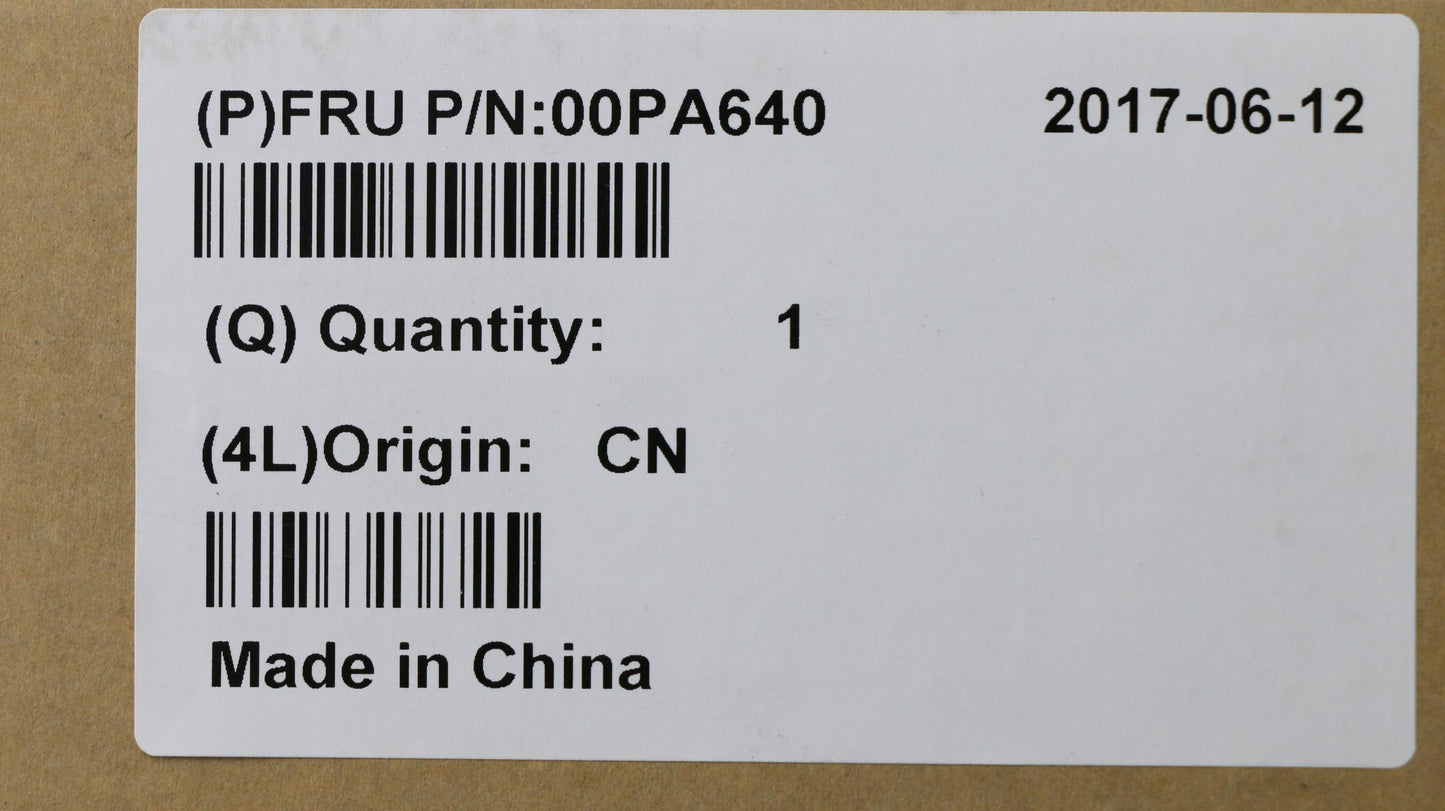 (P)FRU P/N:00PA640 2017-06-12
(Q) Quantity: 1
(4L)Origin: CN
Made in China